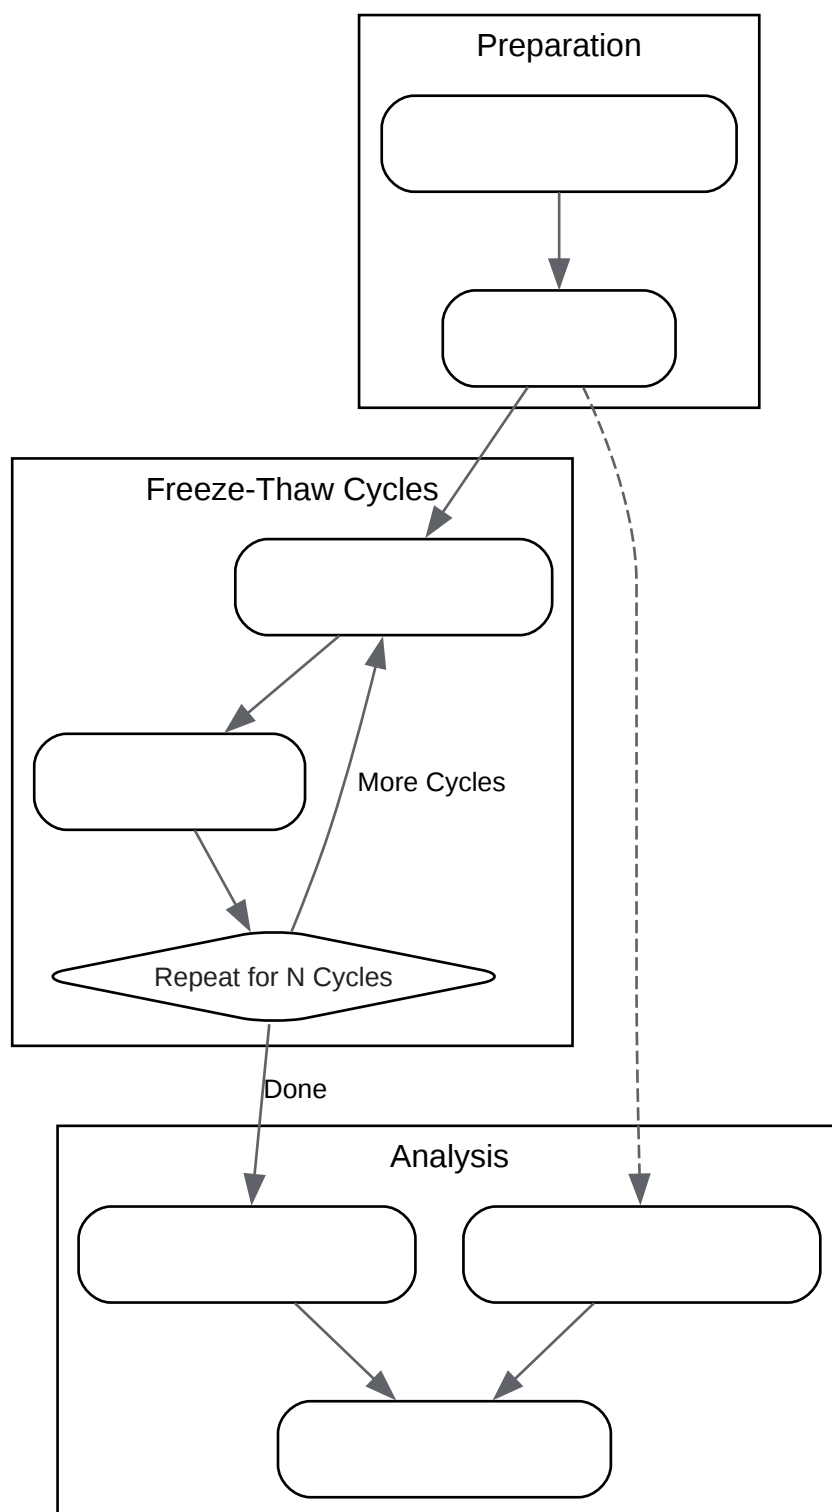 Preparation
Freeze-Thaw Cycles
More Cycles
Repeat for N Cycles
Done
Analysis